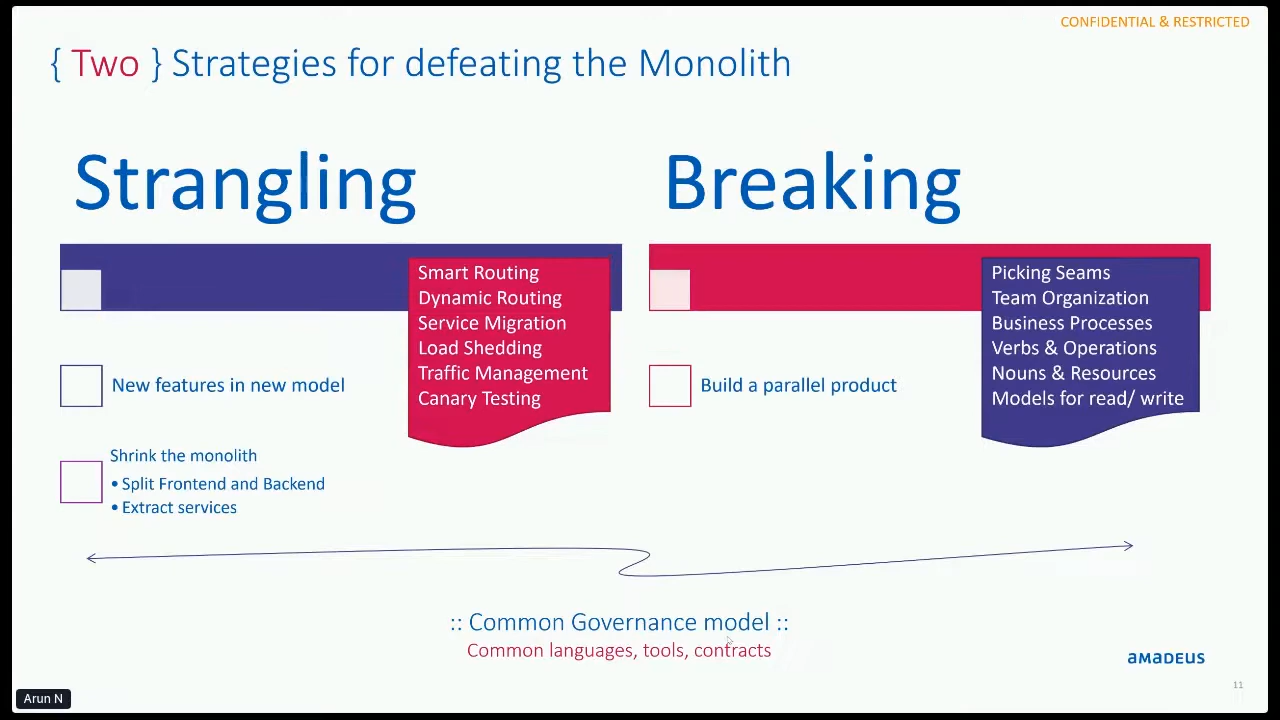 CONFIDENTIAL & RESTRICTED
{ Two } Strategies for defeating the Monolith
Strangling
Smart Routing
Dynamic Routing
Service Migration
Load Shedding
Traffic Management
Canary Testing
New features in new model
Shrink the monolith
• Split Frontend and Backend
• Extract services
Breaking
Picking Seams
Team Organization
Business Processes
Verbs & Operations
Nouns & Resources
Models for read/ write
Build a parallel product
:: Common Governance model ::
Common languages, tools, contracts
amadeus
11
Arun N